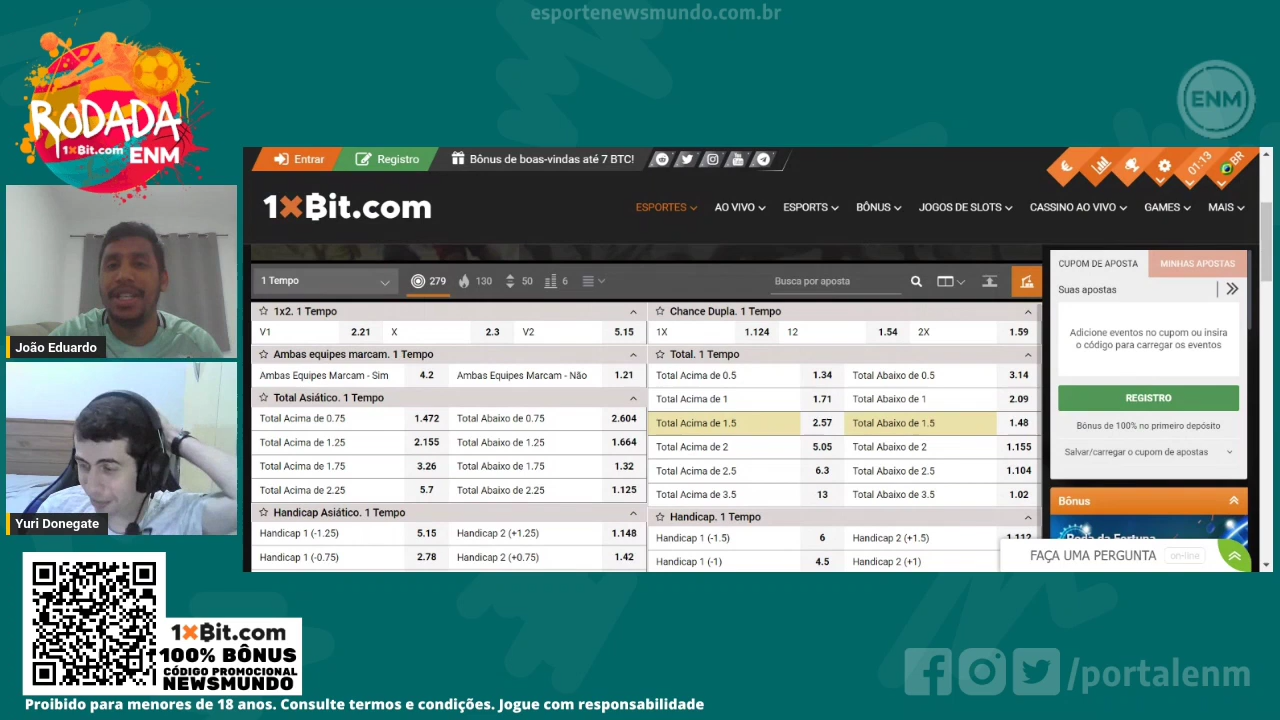 esportenewsmundo.com.br
RODADA
1xBit.com
ENM
ENM
João Eduardo
Yuri Donegate
Entrar
Registro
Bônus de boas-vindas até 7 BTC!
01:13
BR
1xBit.com
ESPORTES
AO VIVO
ESPORTS
BÔNUS
JOGOS DE SLOTS
CASSINO AO VIVO
GAMES
MAIS
1 Tempo
279
130
50
6
Busca por aposta
1x2. 1 Tempo
V1 2.21 X 2.3 V2 5.15
Ambas equipes marcam. 1 Tempo
Ambas Equipes Marcam - Sim 4.2 Ambas Equipes Marcam - Não 1.21
Total Asiático. 1 Tempo
Total Acima de 0.75 1.472 Total Abaixo de 0.75 2.604
Total Acima de 1.25 2.155 Total Abaixo de 1.25 1.664
Total Acima de 1.75 3.26 Total Abaixo de 1.75 1.32
Total Acima de 2.25 5.7 Total Abaixo de 2.25 1.125
Handicap Asiático. 1 Tempo
Handicap 1 (-1.25) 5.15 Handicap 2 (+1.25) 1.148
Handicap 1 (-0.75) 2.78 Handicap 2 (+0.75) 1.42
Chance Dupla. 1 Tempo
1X 1.124 12 1.54 2X 1.59
Total. 1 Tempo
Total Acima de 0.5 1.34 Total Abaixo de 0.5 3.14
Total Acima de 1 1.71 Total Abaixo de 1 2.09
Total Acima de 1.5 2.57 Total Abaixo de 1.5 1.48
Total Acima de 2 5.05 Total Abaixo de 2 1.155
Total Acima de 2.5 6.3 Total Abaixo de 2.5 1.104
Total Acima de 3.5 13 Total Abaixo de 3.5 1.02
Handicap. 1 Tempo
Handicap 1 (-1.5) 6 Handicap 2 (+1.5) 1.112
Handicap 1 (-1) 4.5 Handicap 2 (+1)
CUPOM DE APOSTA
MINHAS APOSTAS
Suas apostas
Adicione eventos no cupom ou insira
o código para carregar os eventos
REGISTRO
Bônus de 100% no primeiro depósito
Salvar/carregar o cupom de apostas
Bônus
Roda da Fortuna
FAÇA UMA PERGUNTA
on-line
1xBit.com
100% BÔNUS
CÓDIGO PROMOCIONAL
NEWSMUNDO
/portalenm
Proibido para menores de 18 anos. Consulte termos e condições. Jogue com responsabilidade